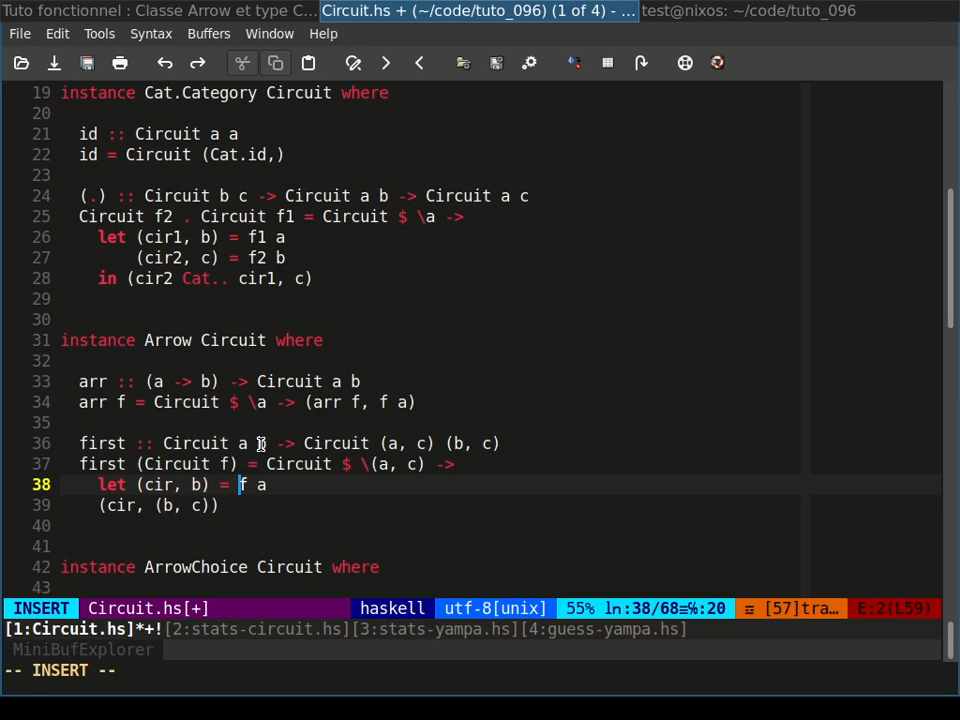 Tuto fonctionnel : Classe Arrow et type C... Circuit.hs + (~/code/tuto_096) (1 of 4) - ... test@nixos: ~/code/tuto_096
File Edit Tools Syntax Buffers Window Help
19 instance Cat.Category Circuit where
20
21 id :: Circuit a a
22 id = Circuit (Cat.id,)
23
24 (.) :: Circuit b c -> Circuit a b -> Circuit a c
25 Circuit f2 . Circuit f1 = Circuit $ \a ->
26 let (cir1, b) = f1 a
27 (cir2, c) = f2 b
28 in (cir2 Cat.. cir1, c)
29
30
31 instance Arrow Circuit where
32
33 arr :: (a -> b) -> Circuit a b
34 arr f = Circuit $ \a -> (arr f, f a)
35
36 first :: Circuit a b -> Circuit (a, c) (b, c)
37 first (Circuit f) = Circuit $ \(a, c) ->
38 let (cir, b) = f a
39 (cir, (b, c))
40
41
42 instance ArrowChoice Circuit where
43
INSERT Circuit.hs[+] haskell utf-8[unix] 55% ln:38/68≡℅:20 ☲ [57]tra… E:2(L59)
[1:Circuit.hs]*+![2:stats-circuit.hs][3:stats-yampa.hs][4:guess-yampa.hs]
MiniBufExplorer
-- INSERT --